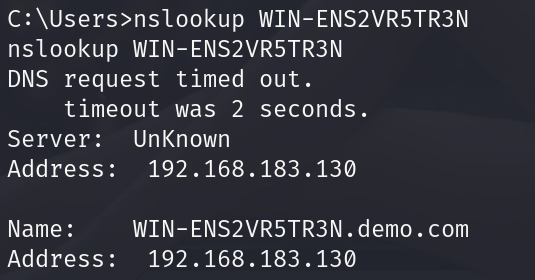 C:\Users>nslookup WIN-ENS2VR5TR3N
nslookup WIN-ENS2VR5TR3N
DNS request timed out.
    timeout was 2 seconds.
Server:  UnKnown
Address:  192.168.183.130

Name:    WIN-ENS2VR5TR3N.demo.com
Address:  192.168.183.130